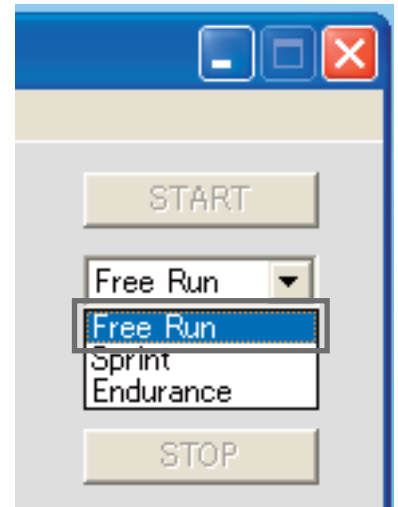 START
Free Run
Free Run
Sprint
Endurance
STOP